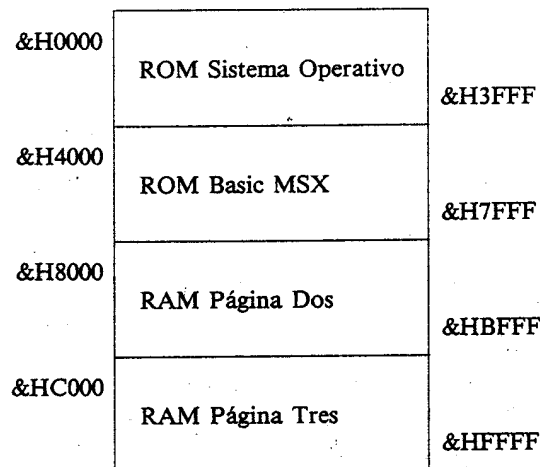 &H0000
ROM Sistema Operativo
&H3FFF
&H4000
ROM Basic MSX
&H7FFF
&H8000
RAM Página Dos
&HBFFF
&HC000
RAM Página Tres
&HFFFF